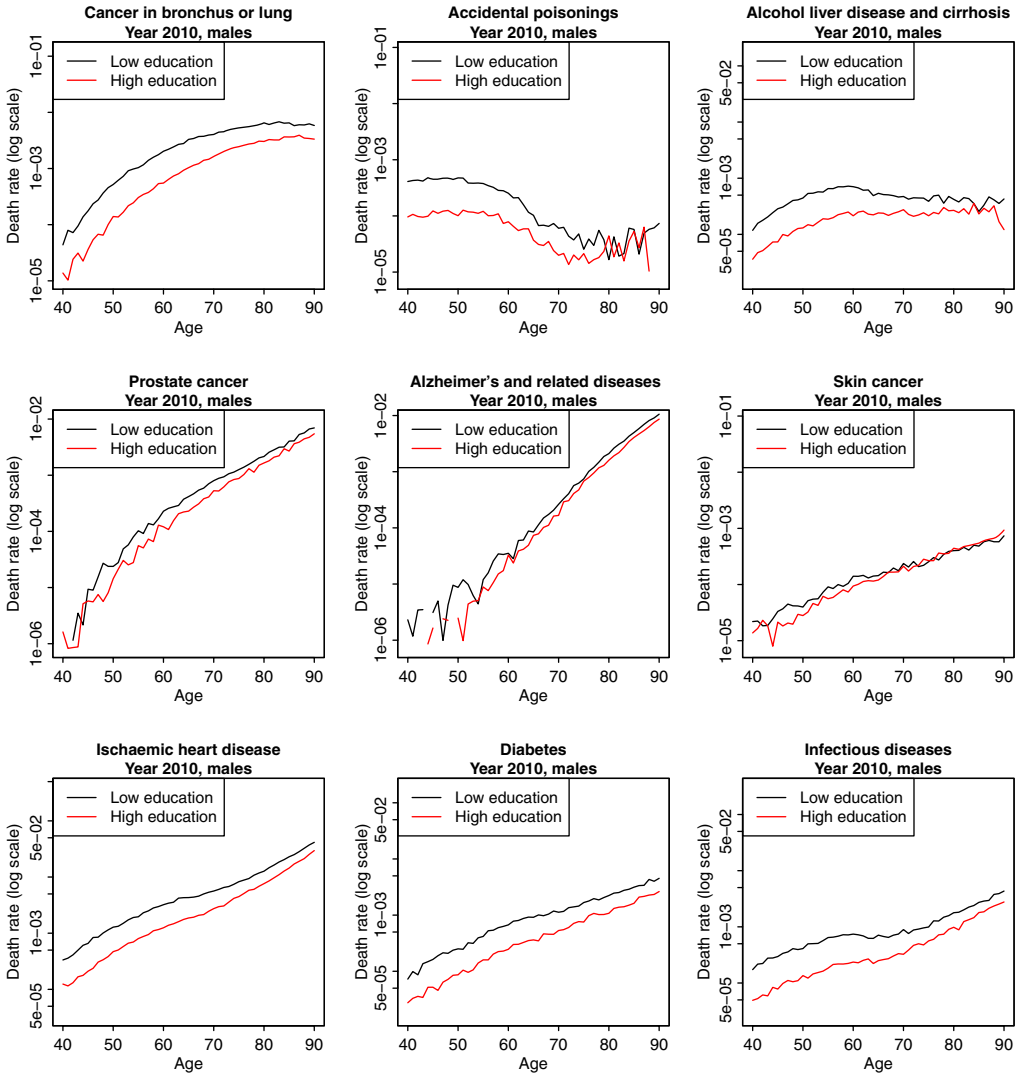 Cancer in bronchus or lung
Year 2010, males
Low education
High education
Death rate (log scale)
1e−01
1e−03
1e−05
40 50 60 70 80 90
Age
Accidental poisonings
Year 2010, males
Low education
High education
Death rate (log scale)
1e−01
1e−03
1e−05
40 50 60 70 80 90
Age
Alcohol liver disease and cirrhosis
Year 2010, males
Low education
High education
Death rate (log scale)
5e−02
1e−03
5e−05
40 50 60 70 80 90
Age
Prostate cancer
Year 2010, males
Low education
High education
Death rate (log scale)
1e−02
1e−04
1e−06
40 50 60 70 80 90
Age
Alzheimer's and related diseases
Year 2010, males
Low education
High education
Death rate (log scale)
1e−02
1e−04
1e−06
40 50 60 70 80 90
Age
Skin cancer
Year 2010, males
Low education
High education
Death rate (log scale)
1e−01
1e−03
1e−05
40 50 60 70 80 90
Age
Ischaemic heart disease
Year 2010, males
Low education
High education
Death rate (log scale)
5e−02
1e−03
5e−05
40 50 60 70 80 90
Age
Diabetes
Year 2010, males
Low education
High education
Death rate (log scale)
5e−02
1e−03
5e−05
40 50 60 70 80 90
Age
Infectious diseases
Year 2010, males
Low education
High education
Death rate (log scale)
5e−02
1e−03
5e−05
40 50 60 70 80 90
Age